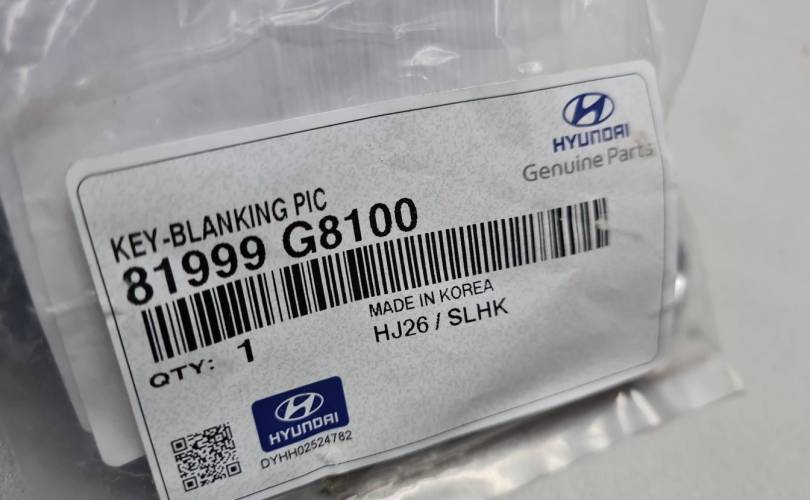 HYUNDAI
Genuine Parts
KEY-BLANKING PIC
81999 G8100
MADE IN KOREA
HJ26 / SLHK
QTY: 1
HYUNDAI
DYHH02524782